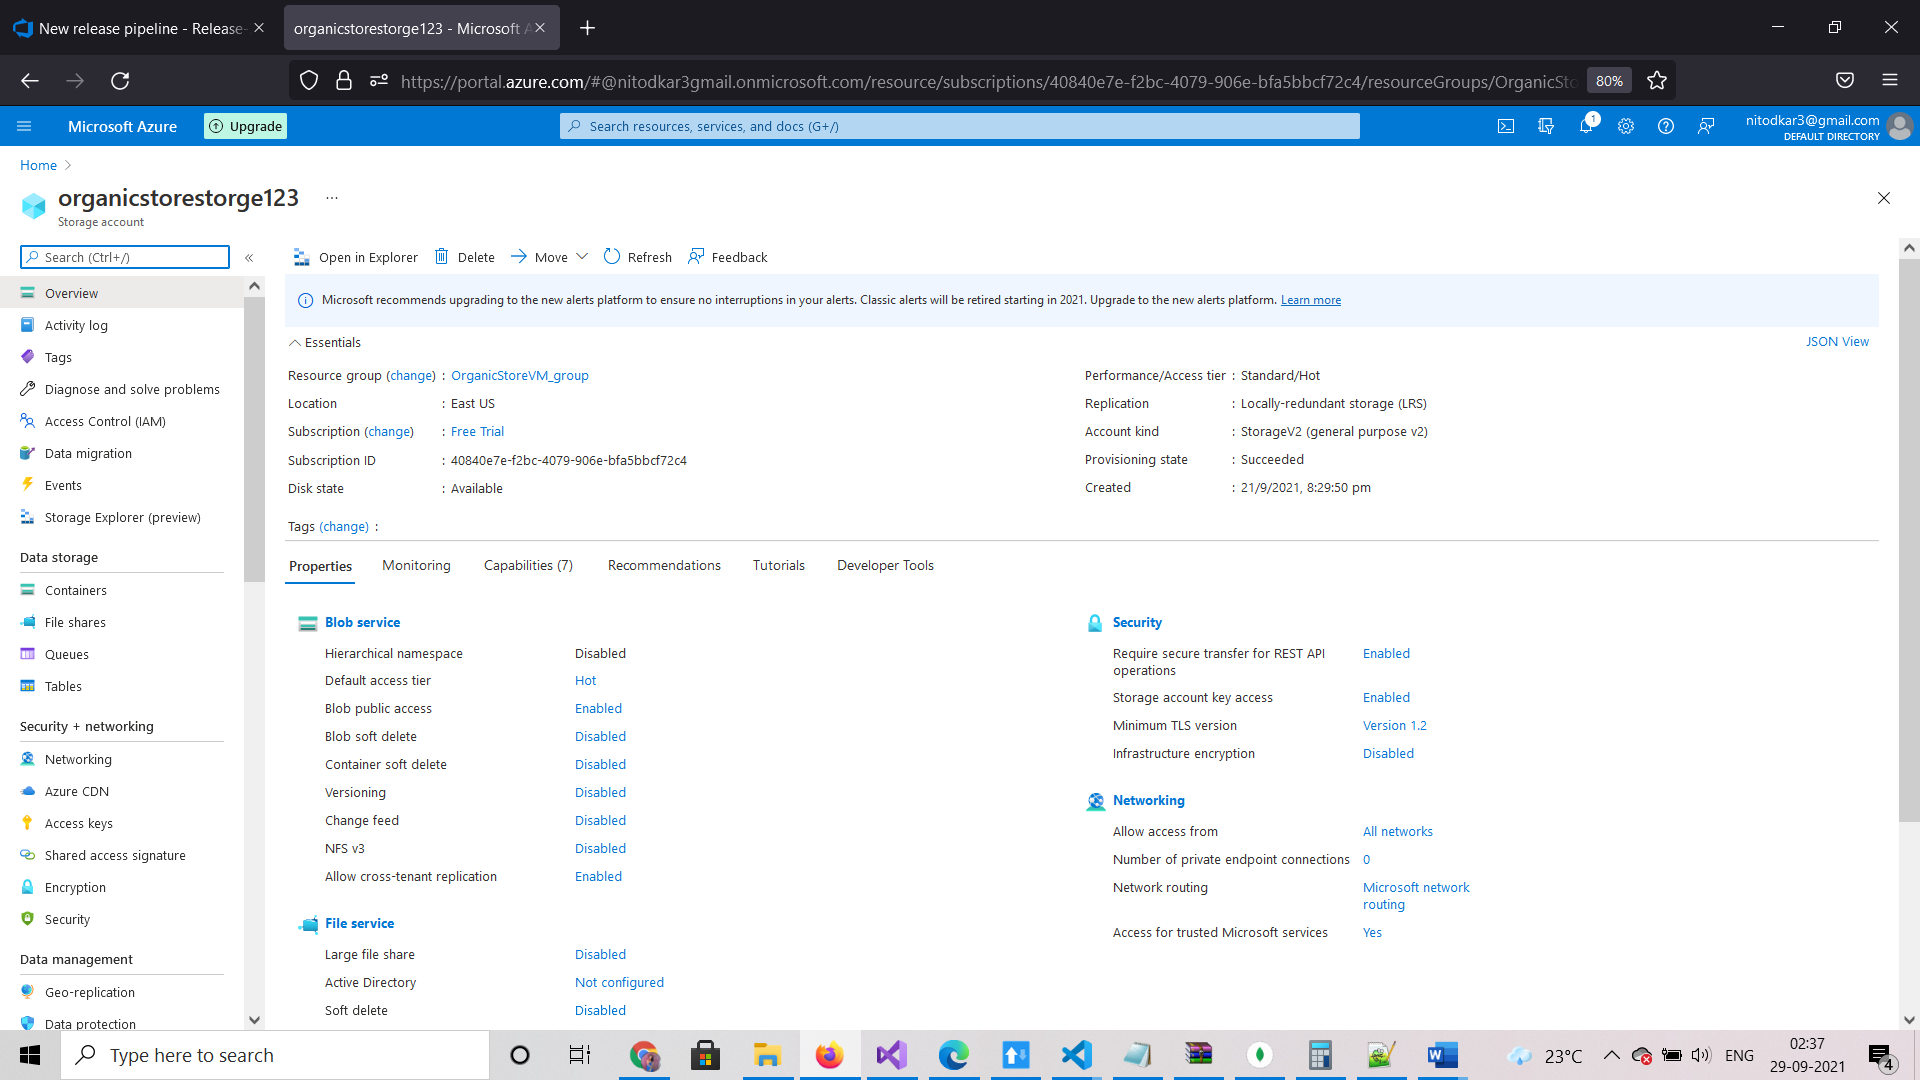 New release pipeline - Release-
organicstorestorge123 - Microsoft A
https://portal.azure.com/#@nitodkar3gmail.onmicrosoft.com/resource/subscriptions/40840e7e-f2bc-4079-906e-bfa5bbcf72c4/resourceGroups/OrganicSto
80%
Microsoft Azure
Upgrade
Search resources, services, and docs (G+/)
1
nitodkar3@gmail.com
DEFAULT DIRECTORY
Home
organicstorestorge123
...
Storage account
Search (Ctrl+/)
«
Open in Explorer
Delete
Move
Refresh
Feedback
Microsoft recommends upgrading to the new alerts platform to ensure no interruptions in your alerts. Classic alerts will be retired starting in 2021. Upgrade to the new alerts platform. Learn more
Overview
Activity log
Tags
Diagnose and solve problems
Access Control (IAM)
Data migration
Events
Storage Explorer (preview)
Data storage
Containers
File shares
Queues
Tables
Security + networking
Networking
Azure CDN
Access keys
Shared access signature
Encryption
Security
Data management
Geo-replication
Data protection
Essentials
JSON View
Resource group (change) : OrganicStoreVM_group
Location : East US
Subscription (change) : Free Trial
Subscription ID : 40840e7e-f2bc-4079-906e-bfa5bbcf72c4
Disk state : Available
Performance/Access tier : Standard/Hot
Replication : Locally-redundant storage (LRS)
Account kind : StorageV2 (general purpose v2)
Provisioning state : Succeeded
Created : 21/9/2021, 8:29:50 pm
Tags (change) :
Properties
Monitoring
Capabilities (7)
Recommendations
Tutorials
Developer Tools
Blob service
Hierarchical namespace Disabled
Default access tier Hot
Blob public access Enabled
Blob soft delete Disabled
Container soft delete Disabled
Versioning Disabled
Change feed Disabled
NFS v3 Disabled
Allow cross-tenant replication Enabled
File service
Large file share Disabled
Active Directory Not configured
Soft delete Disabled
Security
Require secure transfer for REST API Enabled
operations
Storage account key access Enabled
Minimum TLS version Version 1.2
Infrastructure encryption Disabled
Networking
Allow access from All networks
Number of private endpoint connections 0
Network routing Microsoft network
routing
Access for trusted Microsoft services Yes
Type here to search
23°C
ENG
02:37
29-09-2021
4